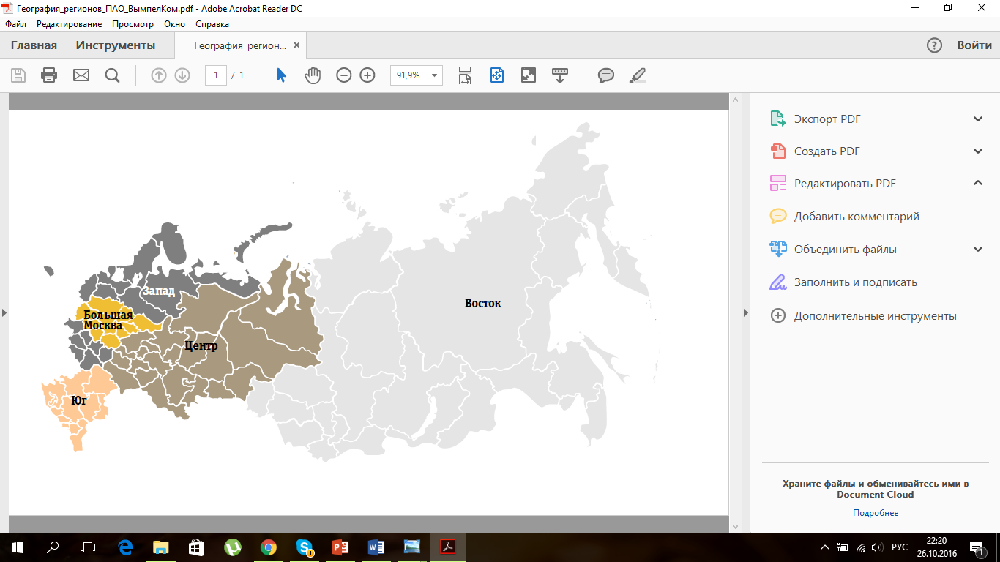 География_регионов_ПАО_ВымпелКом.pdf - Adobe Acrobat Reader DC
Файл Редактирование Просмотр Окно Справка
Главная Инструменты География_регион... × ? Войти
1 / 1 91,9%
Экспорт PDF
Создать PDF
Редактировать PDF
Добавить комментарий
Объединить файлы
Заполнить и подписать
Дополнительные инструменты
Запад
Восток
Большая
Москва
Центр
Юг
Храните файлы и обменивайтесь ими в
Document Cloud
Подробнее
РУС
22:20
26.10.2016
1